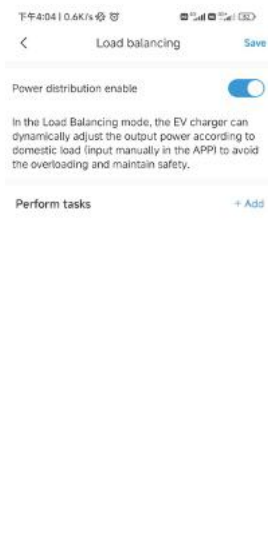 下午4:04 | 0.6K/s
Load balancing
Save
Power distribution enable
In the Load Balancing mode, the EV charger can
dynamically adjust the output power according to
domestic load (input manually in the APP) to avoid
the overloading and maintain safety.
Perform tasks
+ Add